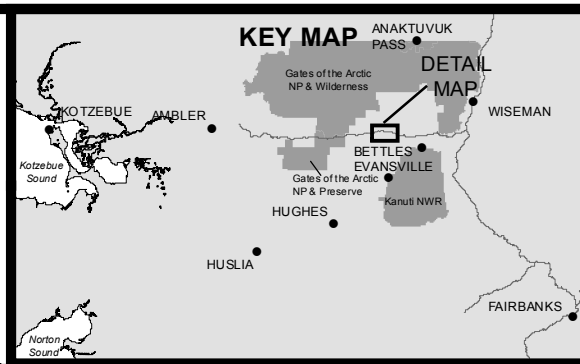 KEY MAP
ANAKTUVUK
PASS
DETAIL
MAP
Gates of the Arctic
NP & Wilderness
WISEMAN
KOTZEBUE
AMBLER
Kotzebue
Sound
BETTLES
EVANSVILLE
Gates of the Arctic
NP & Preserve
Kanuti NWR
HUGHES
HUSLIA
FAIRBANKS
Norton
Sound